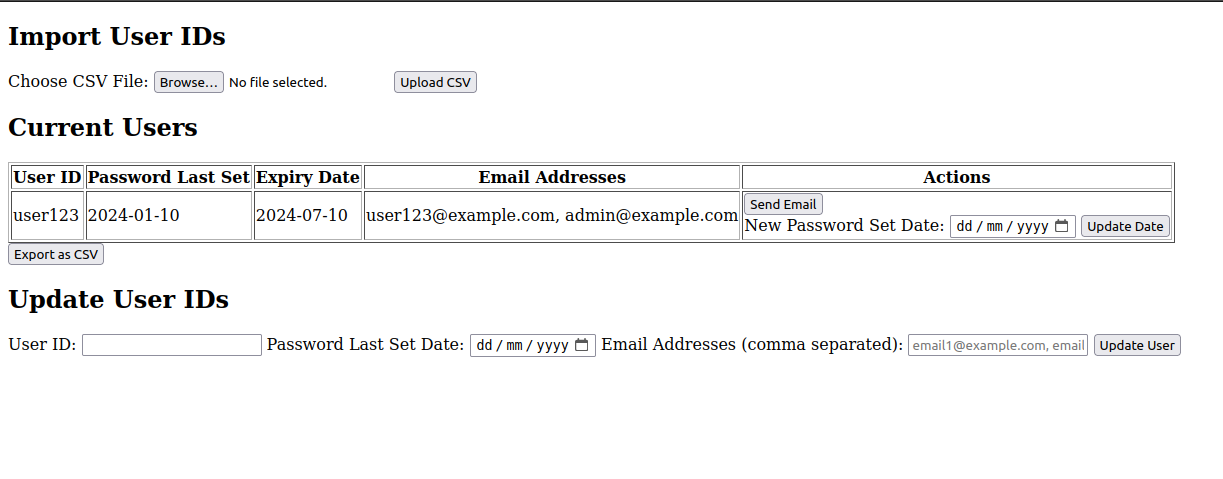 Import User IDs
Choose CSV File: Browse... No file selected. Upload CSV
Current Users
User ID Password Last Set Expiry Date Email Addresses Actions
Send Email
user123 2024-01-10 2024-07-10 user123@example.com, admin@example.com
New Password Set Date: dd / mm / yyyy Update Date
Export as CSV
Update User IDs
User ID: Password Last Set Date: dd / mm / yyyy Email Addresses (comma separated): email1@example.com, email Update User